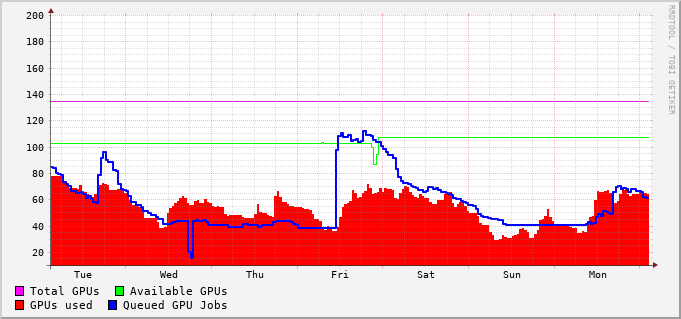 200
180
160
140
120
100
80
60
40
20
Tue Wed Thu Fri Sat Sun Mon
Total GPUs Available GPUs
GPUs used Queued GPU Jobs
RRDTOOL / TOBI OETIKER